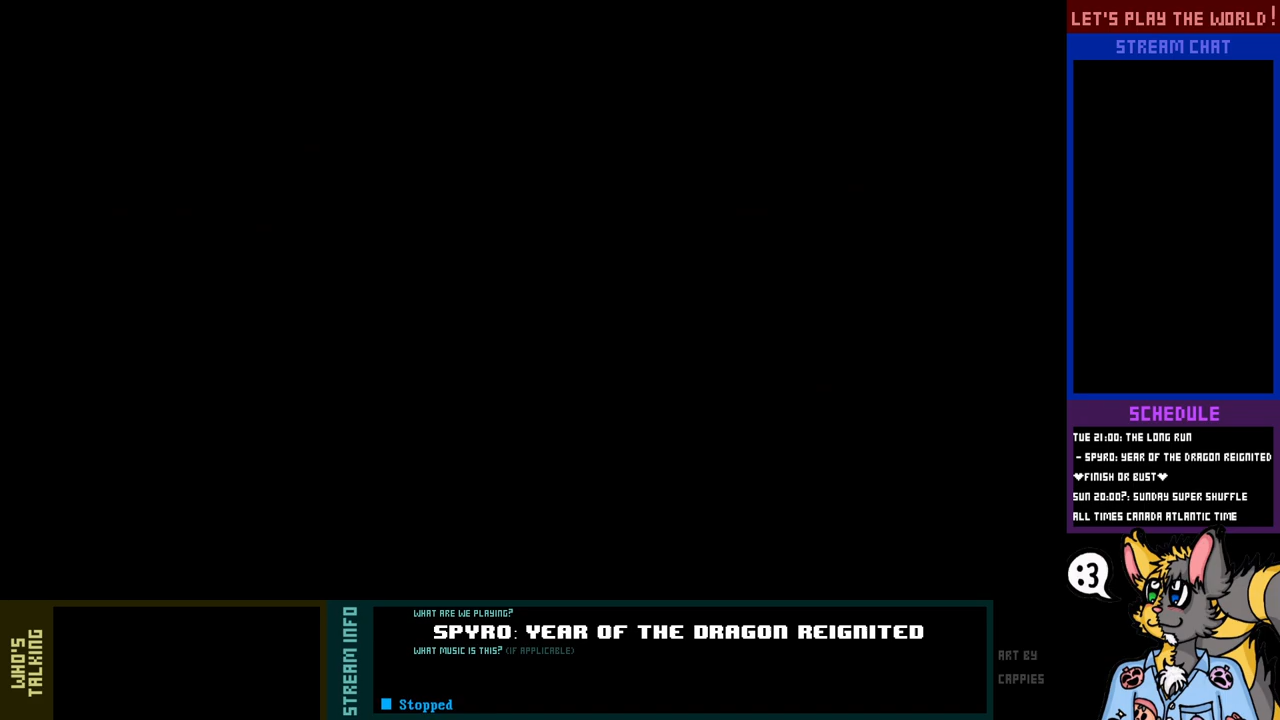 LET'S PLAY THE WORLD!
STREAM CHAT
SCHEDULE
TUE 21:00: THE LONG RUN
- SPYRO: YEAR OF THE DRAGON REIGNITED
♥FINISH OR BUST♥
SUN 20:00?: SUNDAY SUPER SHUFFLE
ALL TIMES CANADA ATLANTIC TIME
:3
WHO'S
TALKING
STREAM INFO
WHAT ARE WE PLAYING?
SPYRO: YEAR OF THE DRAGON REIGNITED
WHAT MUSIC IS THIS? (IF APPLICABLE)
Stopped
ART BY
CAPPIES